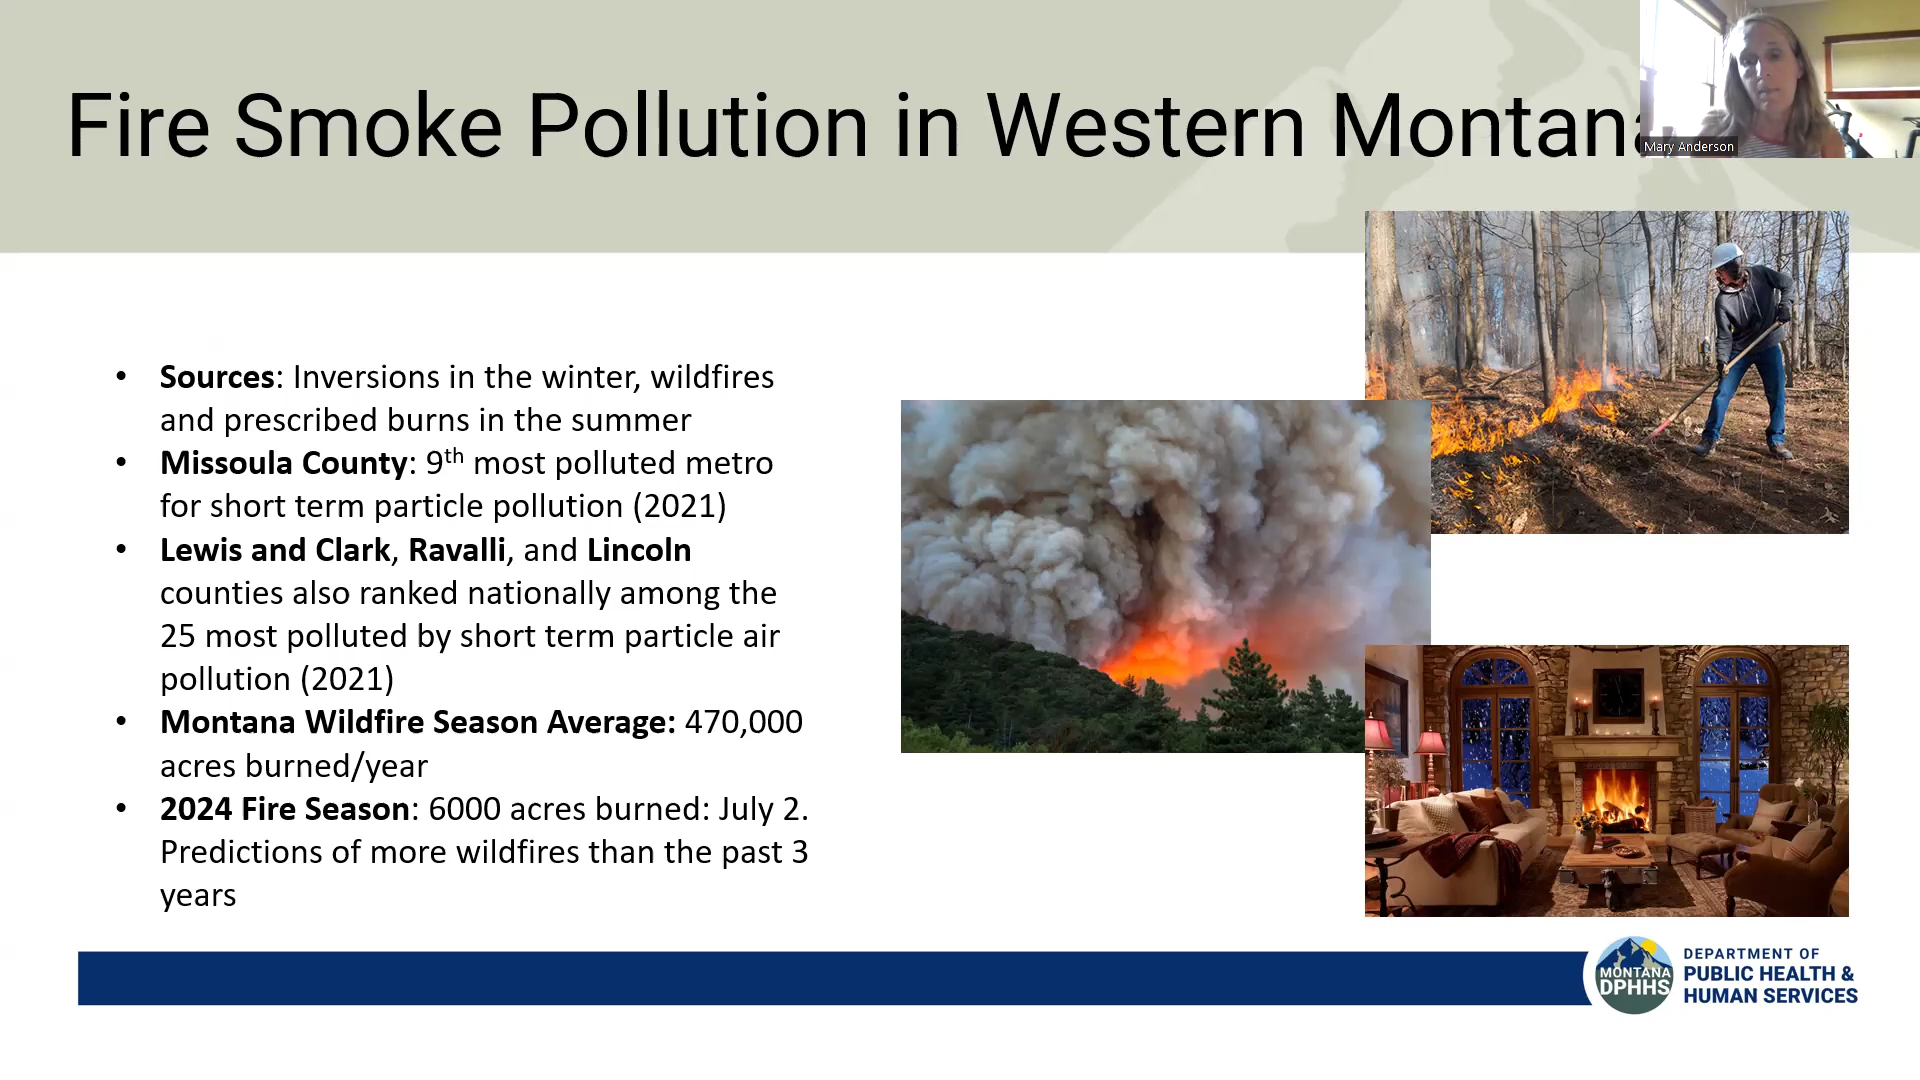 Fire Smoke Pollution in Western Montana
Mary Anderson
• Sources: Inversions in the winter, wildfires
and prescribed burns in the summer
• Missoula County: 9th most polluted metro
for short term particle pollution (2021)
• Lewis and Clark, Ravalli, and Lincoln
counties also ranked nationally among the
25 most polluted by short term particle air
pollution (2021)
• Montana Wildfire Season Average: 470,000
acres burned/year
• 2024 Fire Season: 6000 acres burned: July 2.
Predictions of more wildfires than the past 3
years
MONTANA
DPHHS
DEPARTMENT OF
PUBLIC HEALTH &
HUMAN SERVICES